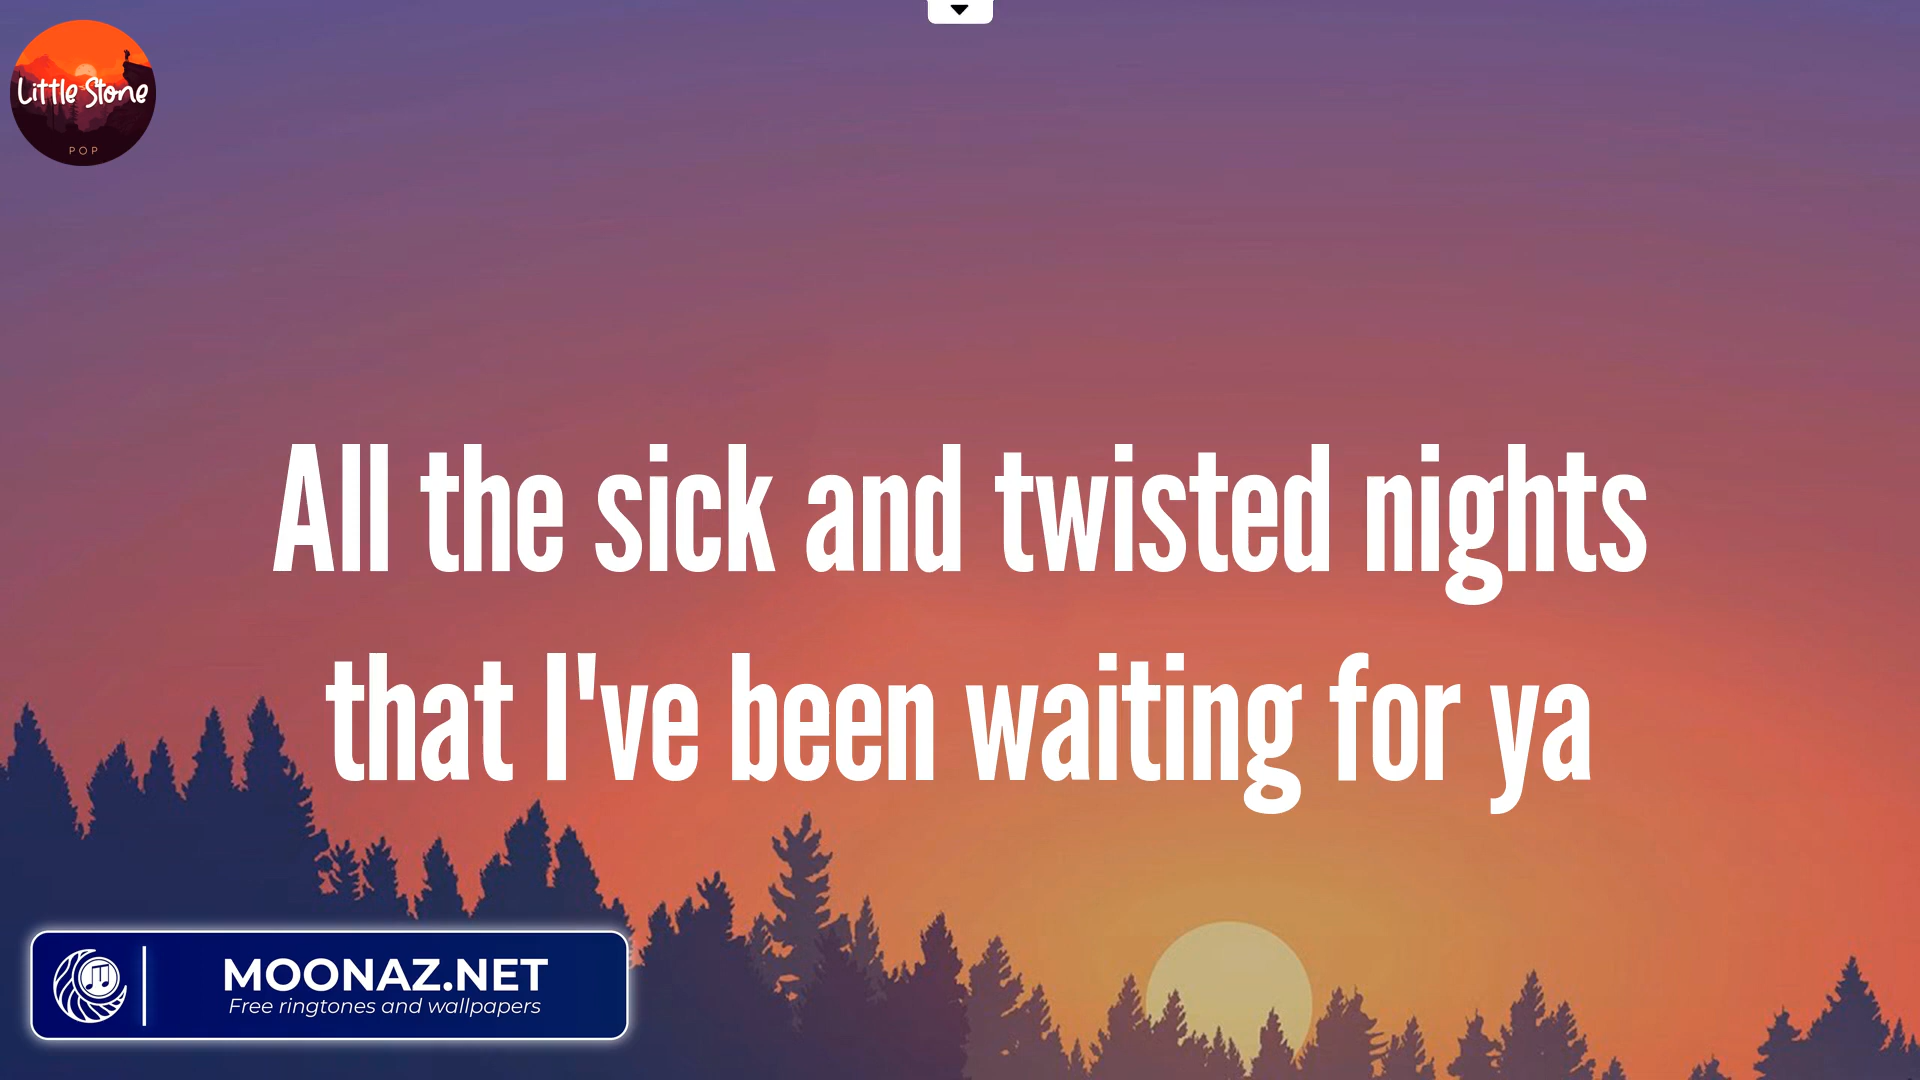 Little Stone
POP
All the sick and twisted nights
that I've been waiting for ya
MOONAZ.NET
Free ringtones and wallpapers